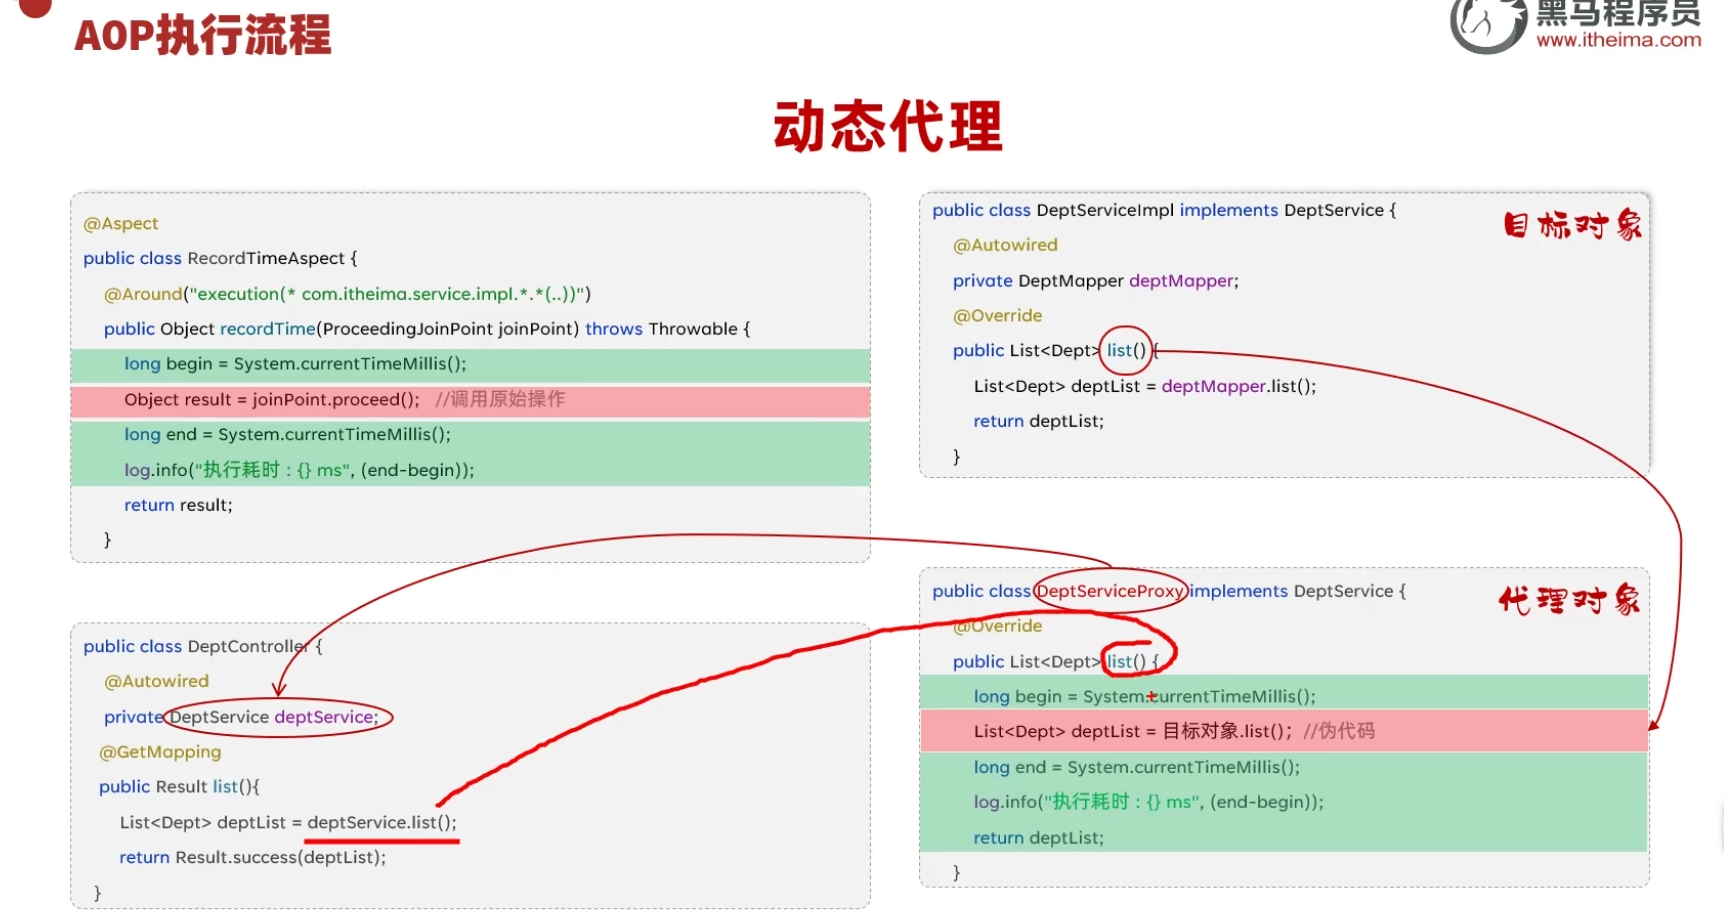 AOP执行流程
黑马程序员
www.itheima.com
动态代理
@Aspect
public class RecordTimeAspect {
@Around("execution(* com.itheima.service.impl.*.*(..))")
public Object recordTime(ProceedingJoinPoint joinPoint) throws Throwable {
long begin = System.currentTimeMillis();
Object result = joinPoint.proceed(); //调用原始操作
long end = System.currentTimeMillis();
log.info("执行耗时 : {} ms", (end-begin));
return result;
}
public class DeptServiceImpl implements DeptService {
目标对象
@Autowired
private DeptMapper deptMapper;
@Override
public List<Dept> list() {
List<Dept> deptList = deptMapper.list();
return deptList;
}
public class DeptController {
@Autowired
private DeptService deptService;
@GetMapping
public Result list(){
List<Dept> deptList = deptService.list();
return Result.success(deptList);
}
public class DeptServiceProxy implements DeptService {
代理对象
@Override
public List<Dept> list() {
long begin = System.currentTimeMillis();
List<Dept> deptList = 目标对象.list(); //伪代码
long end = System.currentTimeMillis();
log.info("执行耗时 : {} ms", (end-begin));
return deptList;
}